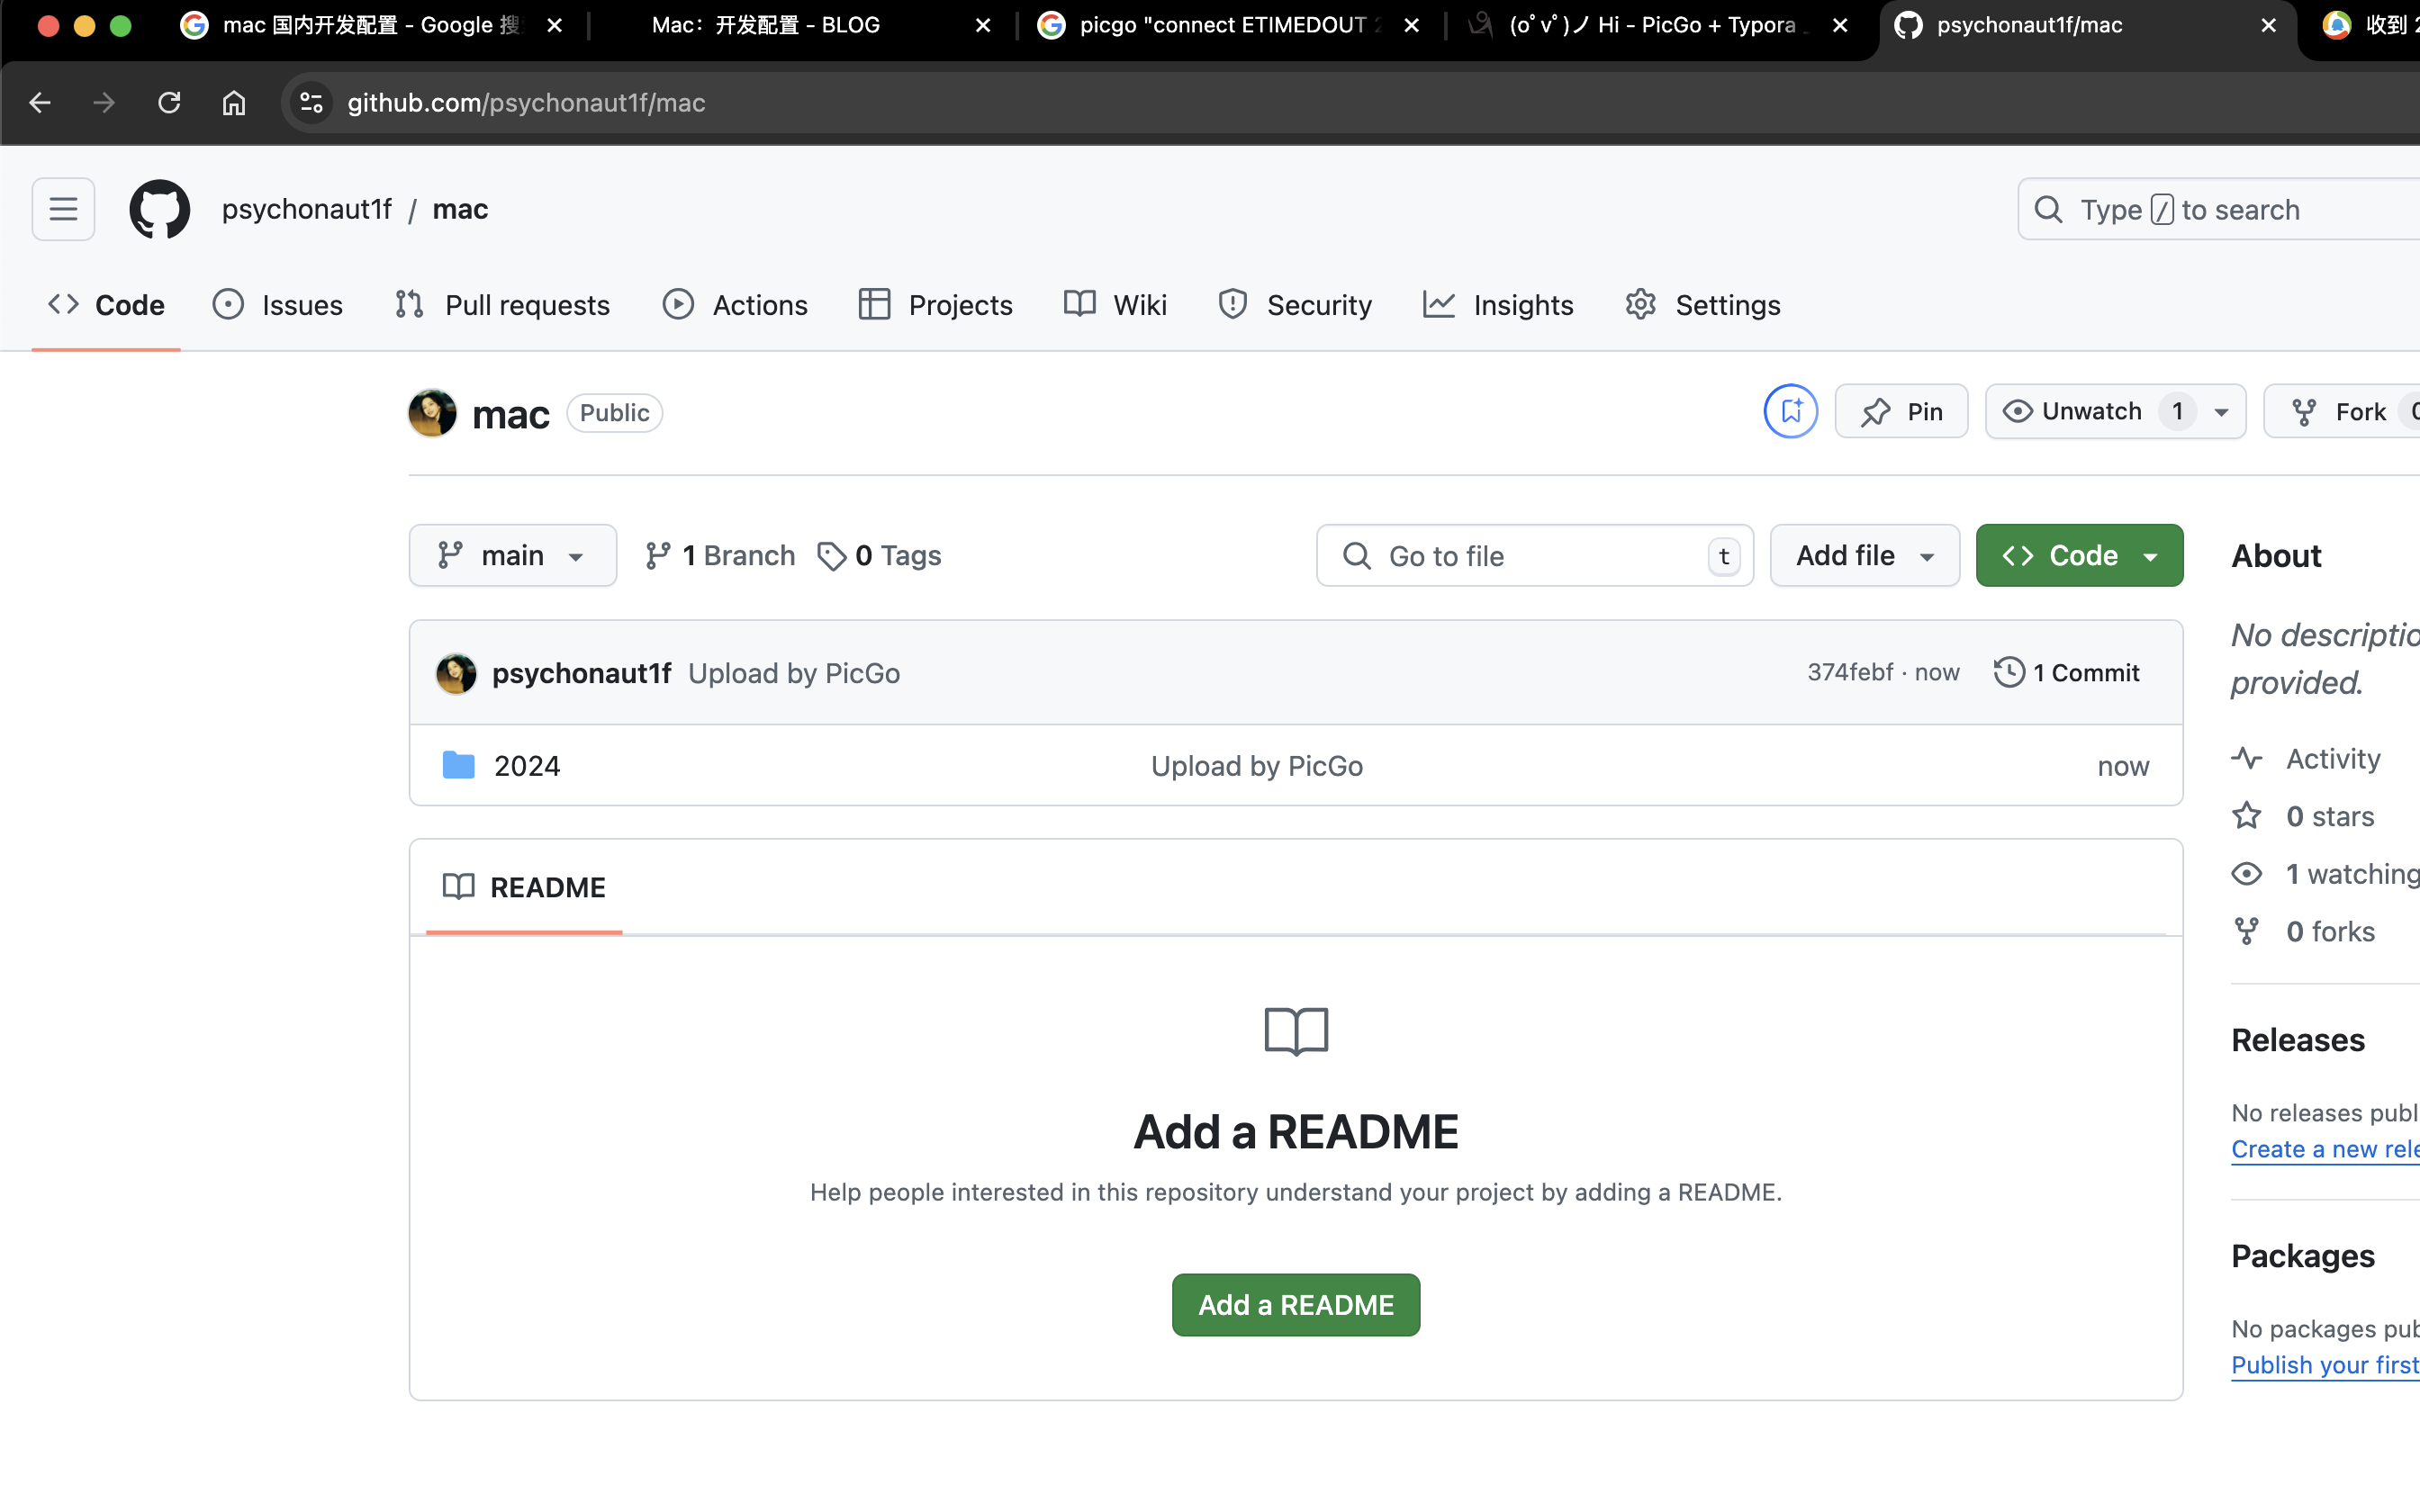 mac 国内开发配置 - Google 搜
Mac：开发配置 - BLOG
picgo "connect ETIMEDOUT 2
(oﾟvﾟ)ノ Hi - PicGo + Typora
psychonaut1f/mac
收到 2
github.com/psychonaut1f/mac
psychonaut1f / mac
Type / to search
Code
Issues
Pull requests
Actions
Projects
Wiki
Security
Insights
Settings
mac Public
Pin
Unwatch 1
Fork 0
main
1 Branch
0 Tags
Go to file t
Add file
Code
About
psychonaut1f Upload by PicGo 374febf · now 1 Commit
No descriptio
provided.
2024 Upload by PicGo now
Activity
0 stars
1 watching
0 forks
README
Add a README
Help people interested in this repository understand your project by adding a README.
Add a README
Releases
No releases publ
Create a new rele
Packages
No packages pub
Publish your first